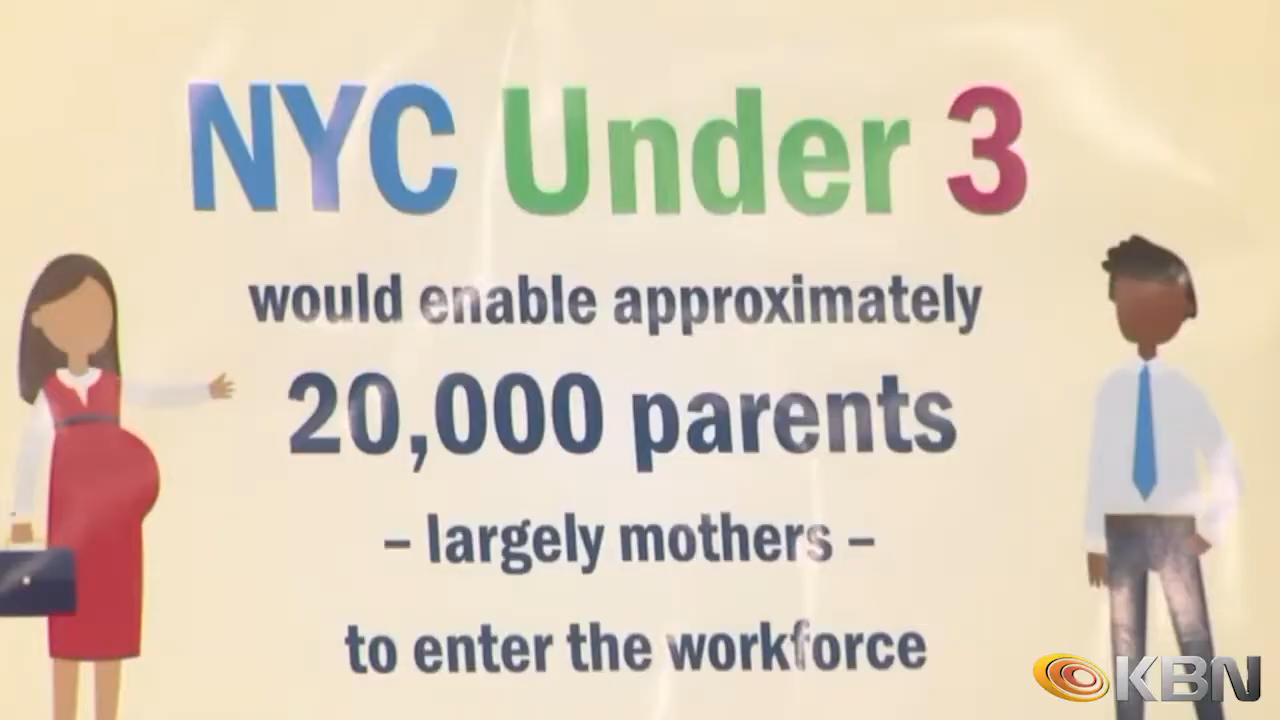 NYC Under 3
would enable approximately
20,000 parents
– largely mothers –
to enter the workforce
KBN